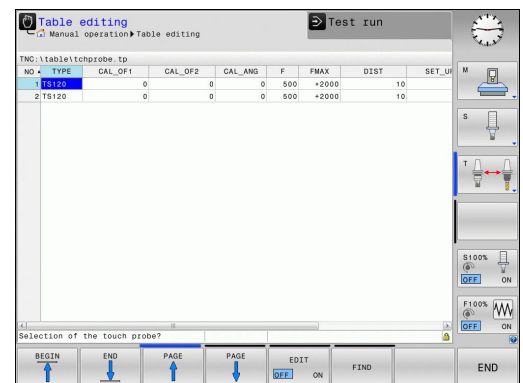 Table editing
Manual operation▶Table editing
Test run
TNC:\table\tchprobe.tp
NO TYPE CAL_OF1 CAL_OF2 CAL_ANG F FMAX DIST SET_U
1 TS120 0 0 0 500 +2000 10
2 TS120 0 0 0 500 +2000 10
Selection of the touch probe?
M
S
T
S100%
OFF ON
F100%
OFF ON
BEGIN END PAGE PAGE EDIT FIND END
OFF ON